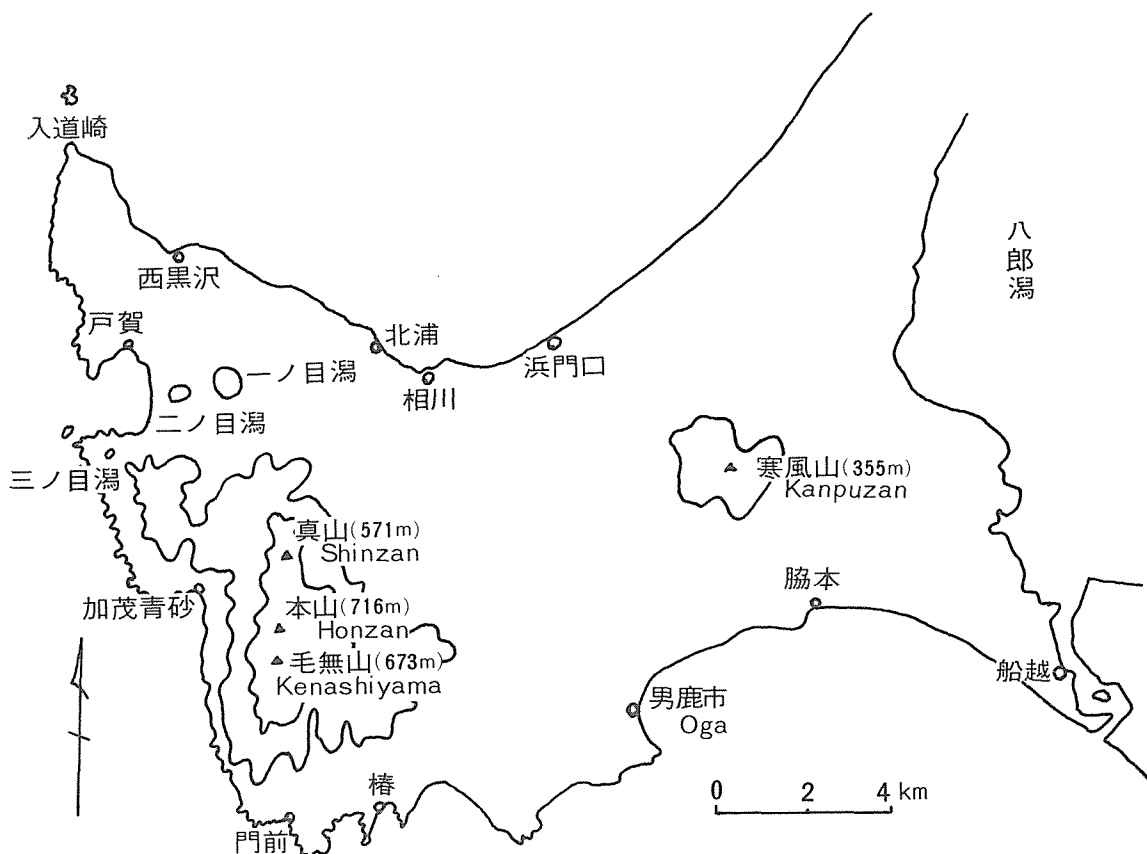 入道崎
西黒沢
戸賀
北浦
一ノ目潟
二ノ目潟
三ノ目潟
相川
浜門口
八郎潟
寒風山(355m)
Kanpuzan
真山(571m)
Shinzan
本山(716m)
Honzan
毛無山(673m)
Kenashiyama
加茂青砂
脇本
船越
男鹿市
Oga
椿
門前
0 2 4 km